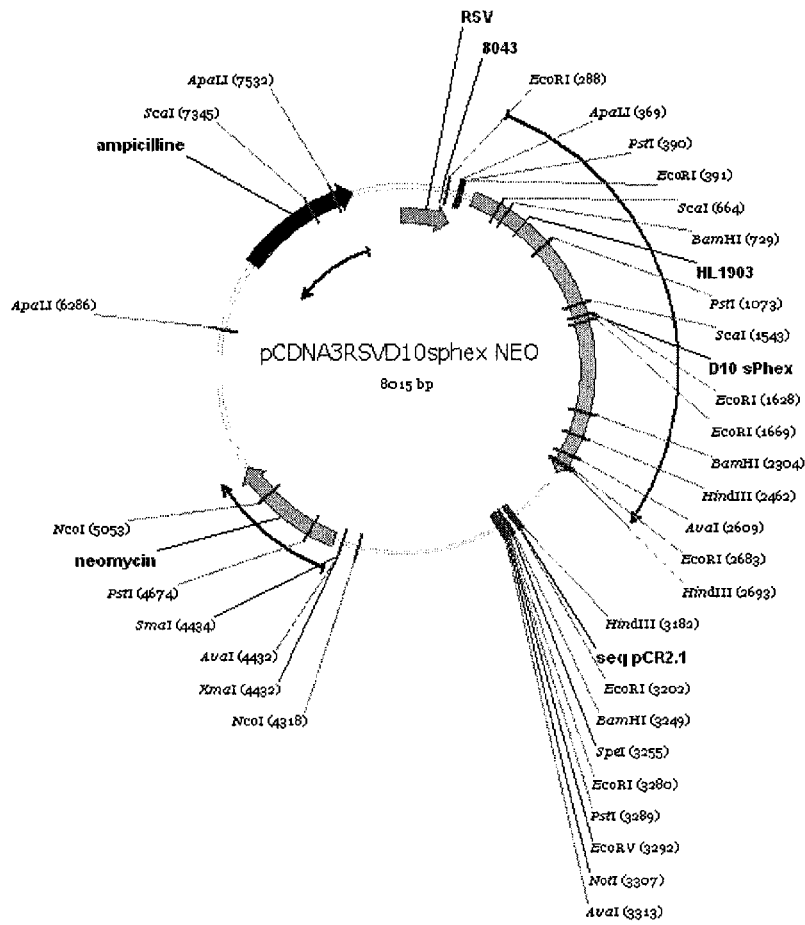 RSV
8043
EcoRI (288)
ApaLI (7532)
ApaLI (369)
ScaI (7345)
PstI (390)
ampicilline
EcoRI (391)
ScaI (664)
BamHI (729)
HL1903
PstI (1073)
ApaLI (6286)
ScaI (1543)
pCDNA3RSVD10sphex NEO
D10 sPhex
8015 bp
EcoRI (1628)
EcoRI (1669)
BamHI (2304)
HindIII (2462)
NcoI (5053)
AvaI (2609)
neomycin
EcoRI (2683)
PstI (4674)
HindIII (2693)
SmaI (4434)
HindIII (3182)
AvaI (4432)
seq pCR2.1
XmaI (4432)
EcoRI (3202)
NcoI (4318)
BamHI (3249)
SpeI (3255)
EcoRI (3280)
PstI (3289)
EcoRV (3292)
NotI (3307)
AvaI (3313)